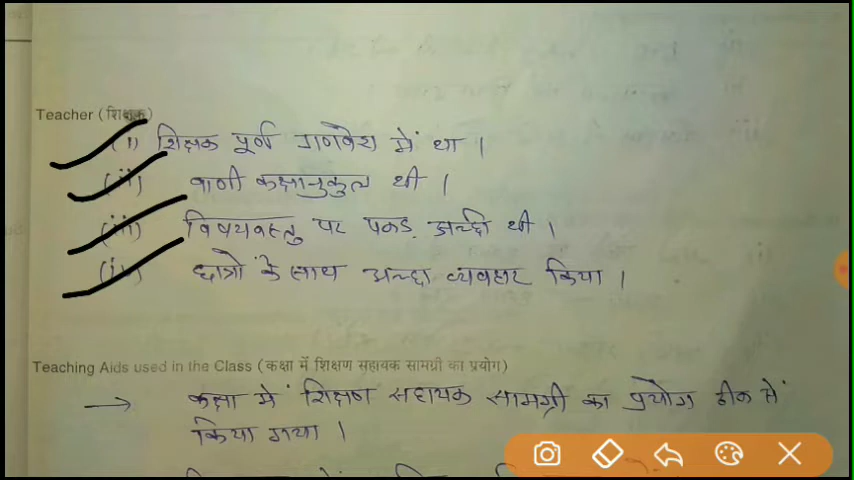 Teacher (शिक्षक)
(i) शिक्षक पूर्ण गणवेश में था ।
(ii) वाणी कक्षानुकुल थी ।
(iii) विषयवस्तु पर पकड़ अच्छी थी ।
(iv) छात्रों के साथ अच्छा व्यवहार किया ।
Teaching Aids used in the Class (कक्षा में शिक्षण सहायक सामग्री का प्रयोग)
→ कक्षा में शिक्षण सहायक सामग्री का प्रयोग ठीक से
किया गया ।